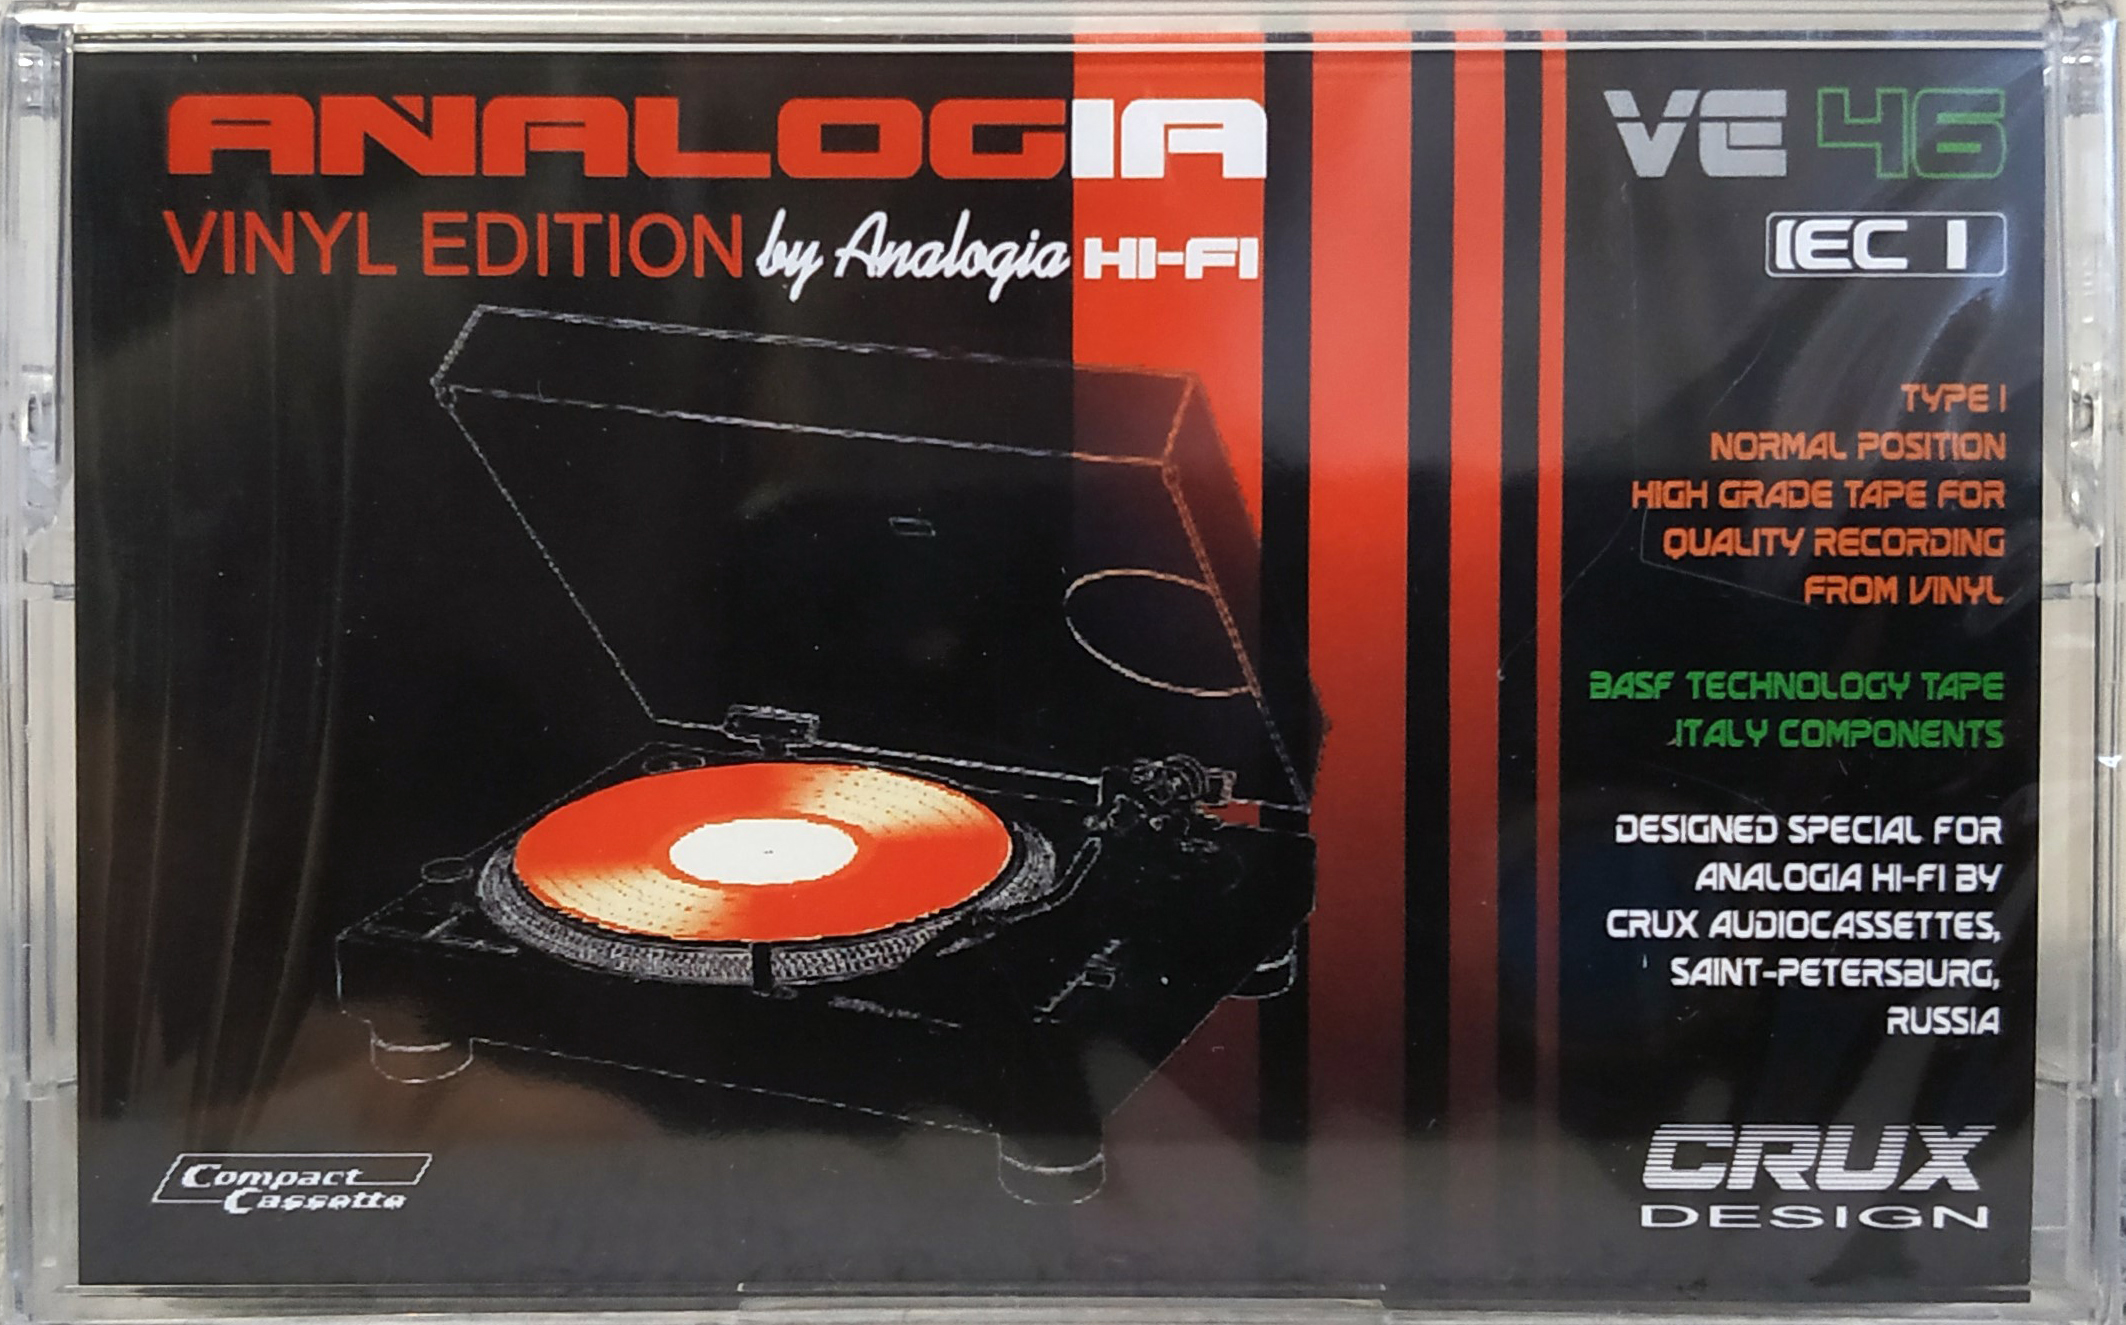 ANALOGIA
VINYL EDITION by Analogia HI-FI
VE 46
IEC I
TYPE I
NORMAL POSITION
HIGH GRADE TAPE FOR
QUALITY RECORDING
FROM VINYL
BASF TECHNOLOGY TAPE
ITALY COMPONENTS
DESIGNED SPECIAL FOR
ANALOGIA HI-FI BY
CRUX AUDIOCASSETTES,
SAINT-PETERSBURG,
RUSSIA
Compact
Cassette
CRUX
DESIGN